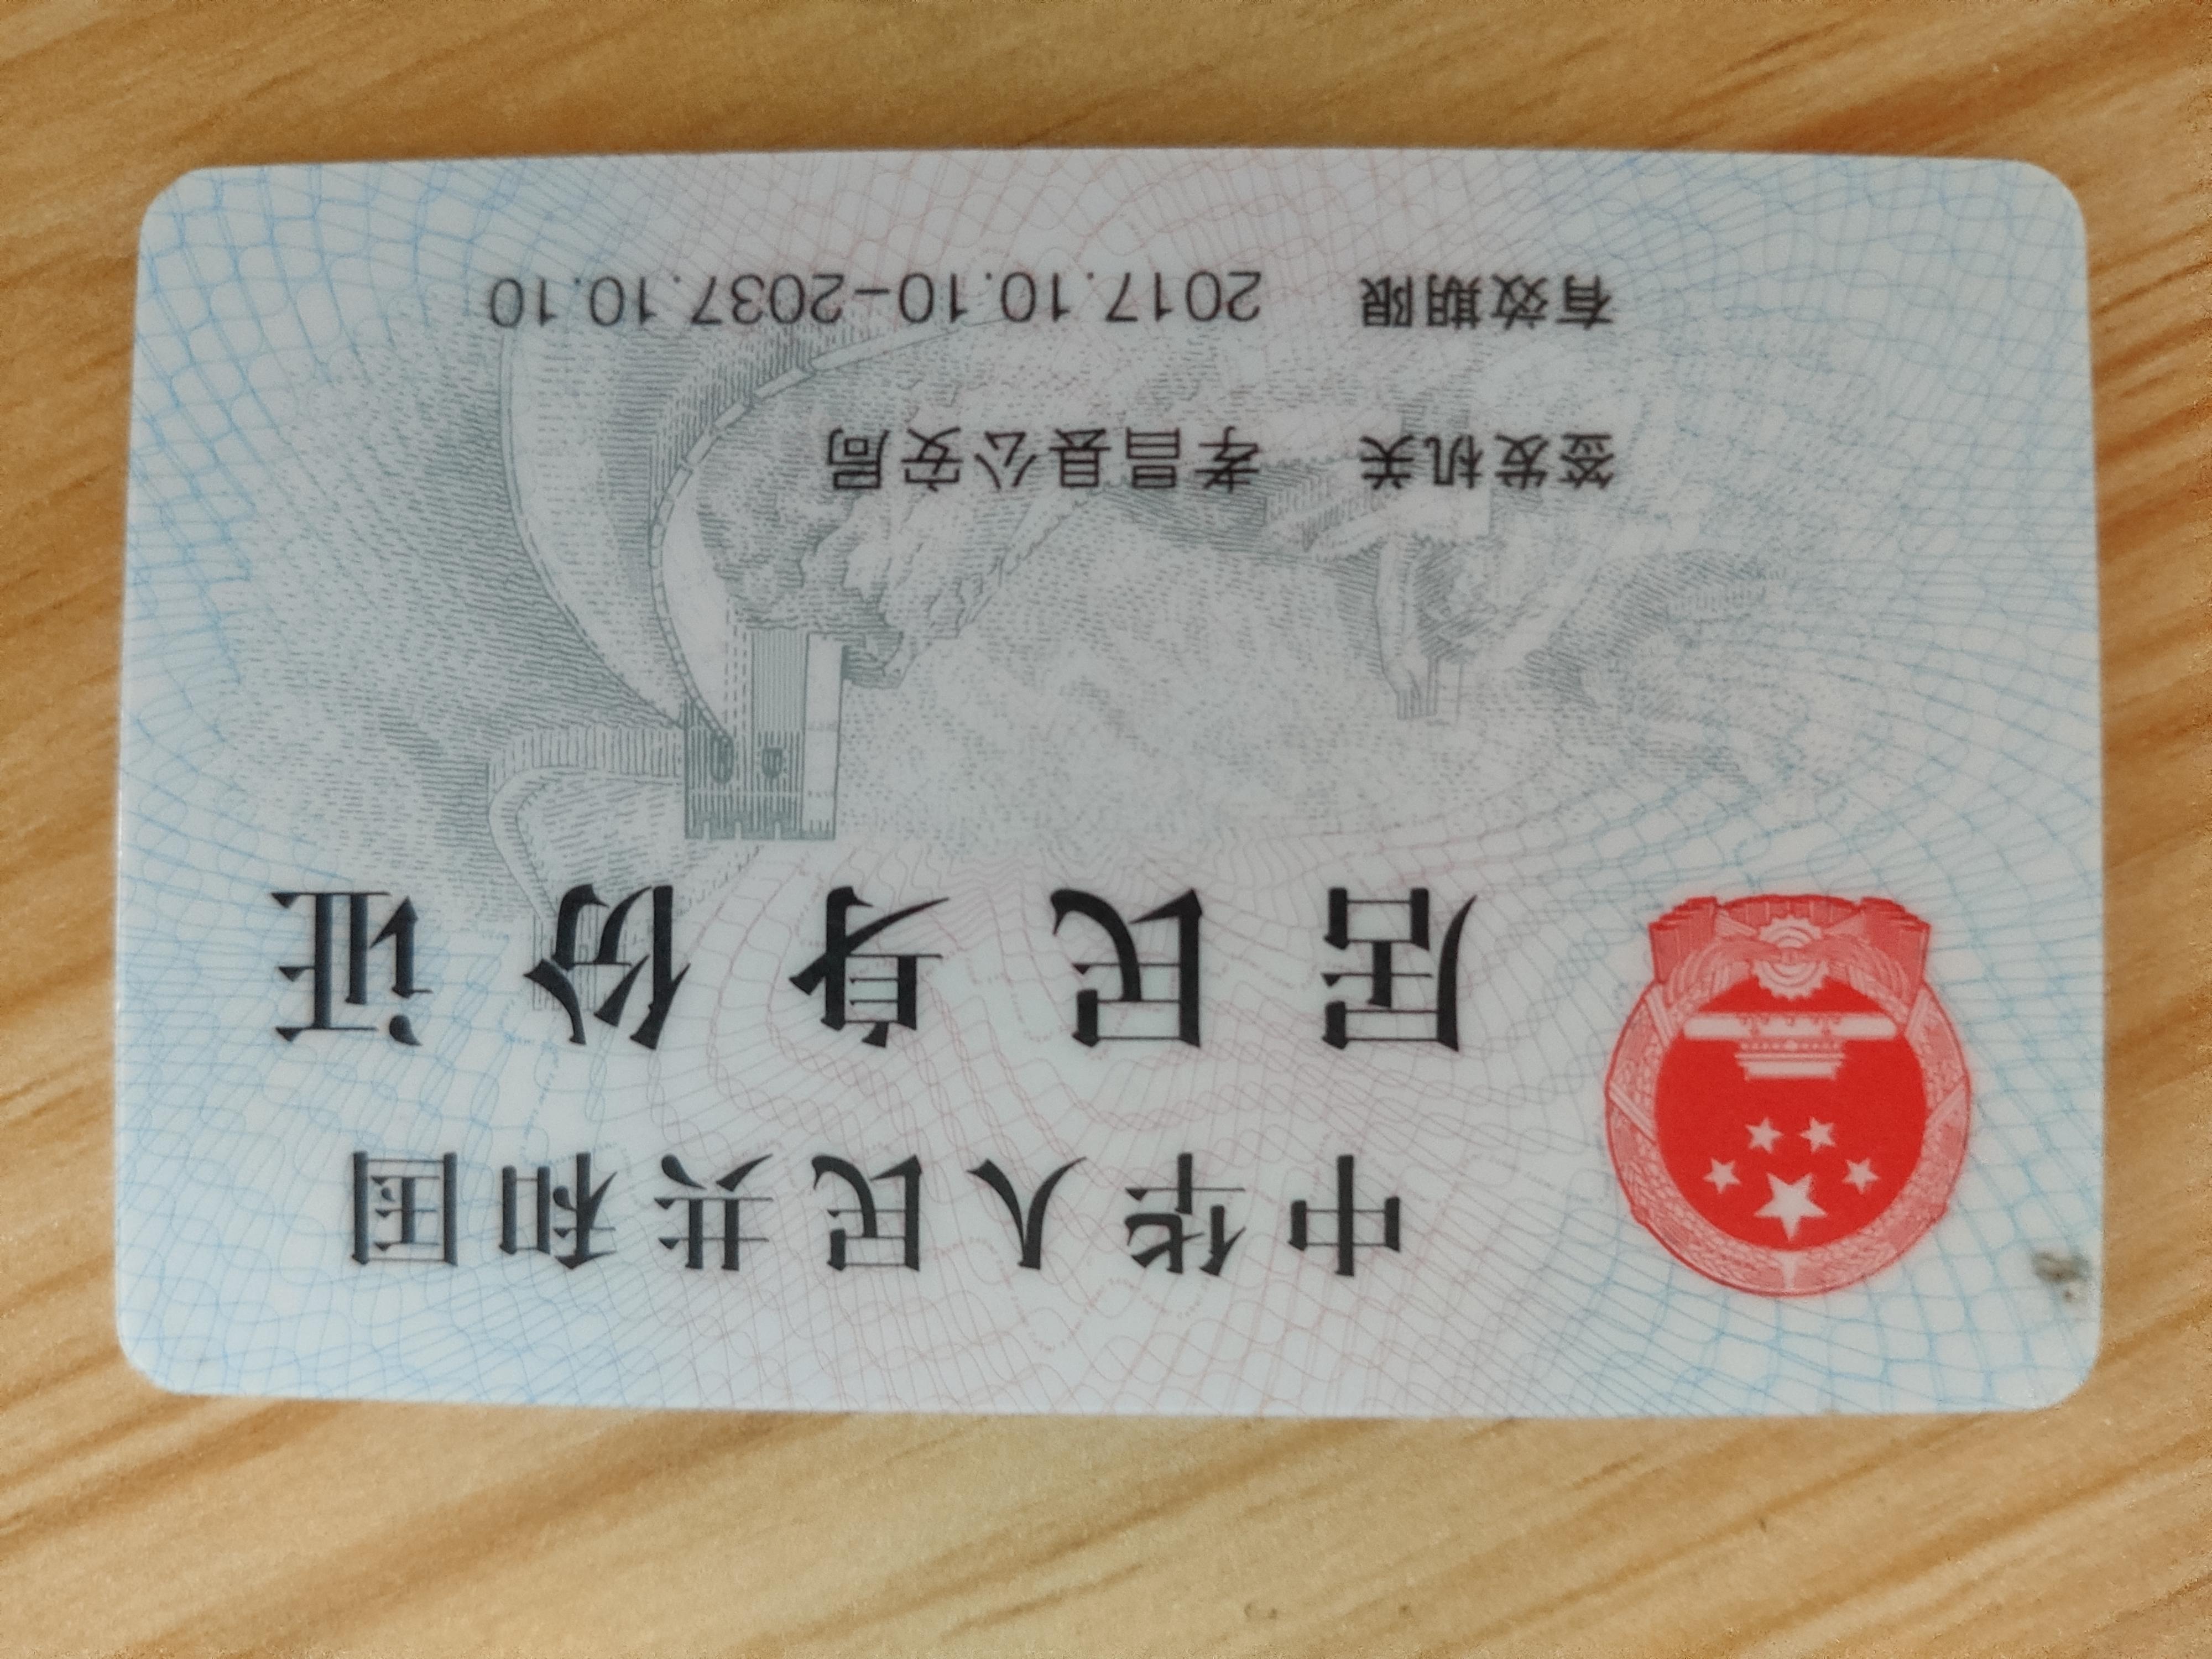 中华人民共和国
居民身份证
签发机关 孝昌县公安局
有效期限 2017.10.10-2037.10.10